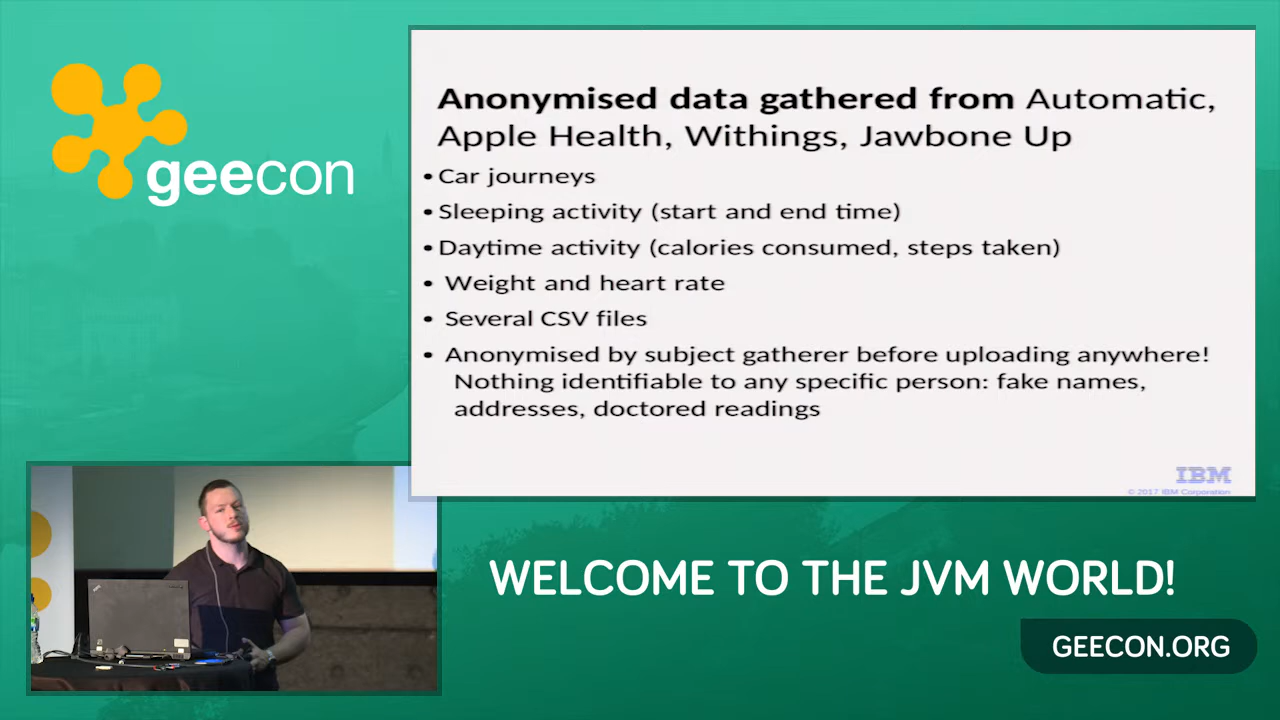 geecon
Anonymised data gathered from Automatic,
Apple Health, Withings, Jawbone Up
• Car journeys
• Sleeping activity (start and end time)
• Daytime activity (calories consumed, steps taken)
• Weight and heart rate
• Several CSV files
• Anonymised by subject gatherer before uploading anywhere!
Nothing identifiable to any specific person: fake names,
addresses, doctored readings
IBM
© 2017 IBM Corporation
WELCOME TO THE JVM WORLD!
GEECON.ORG